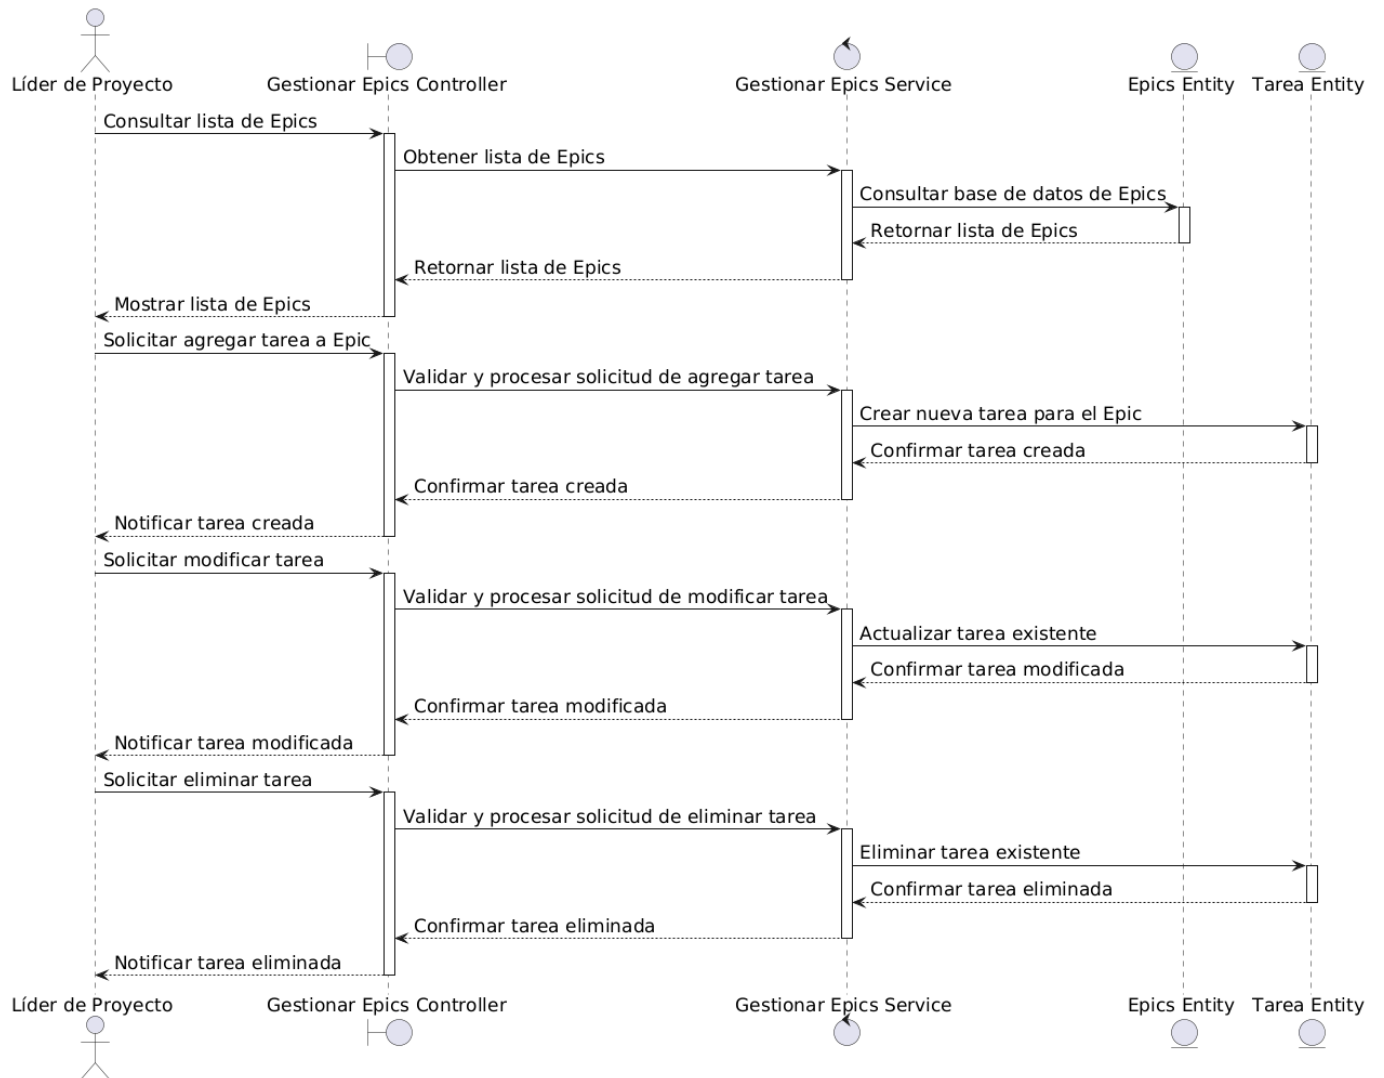 Líder de Proyecto
Gestionar Epics Controller
Gestionar Epics Service
Epics Entity
Tarea Entity
Consultar lista de Epics
Obtener lista de Epics
Consultar base de datos de Epics
Retornar lista de Epics
Retornar lista de Epics
Mostrar lista de Epics
Solicitar agregar tarea a Epic
Validar y procesar solicitud de agregar tarea
Crear nueva tarea para el Epic
Confirmar tarea creada
Confirmar tarea creada
Notificar tarea creada
Solicitar modificar tarea
Validar y procesar solicitud de modificar tarea
Actualizar tarea existente
Confirmar tarea modificada
Confirmar tarea modificada
Notificar tarea modificada
Solicitar eliminar tarea
Validar y procesar solicitud de eliminar tarea
Eliminar tarea existente
Confirmar tarea eliminada
Confirmar tarea eliminada
Notificar tarea eliminada
Líder de Proyecto
Gestionar Epics Controller
Gestionar Epics Service
Epics Entity
Tarea Entity